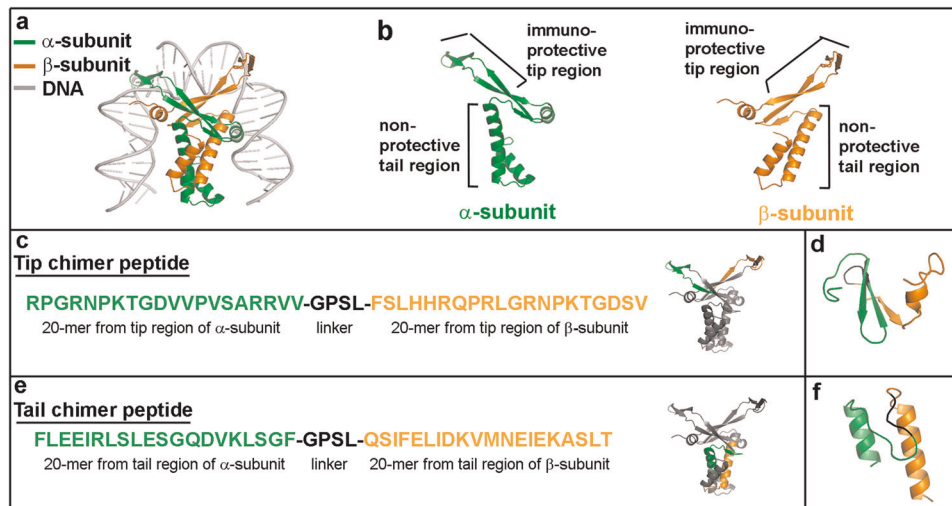 a
α-subunit
β-subunit
DNA
b
immuno-
protective
tip region
non-
protective
tail region
α-subunit
immuno-
protective
tip region
non-
protective
tail region
β-subunit
c
Tip chimer peptide
RPGRNPKTGDVVPVSARRVV-GPSL-FSLHHRQPRLGRNPKTGDSV
20-mer from tip region of α-subunit linker 20-mer from tip region of β-subunit
d
e
Tail chimer peptide
FLEEIRLSLESGQDVKLSGF-GPSL-QSIFELIDKVMNEIEKASLT
20-mer from tail region of α-subunit linker 20-mer from tail region of β-subunit
f